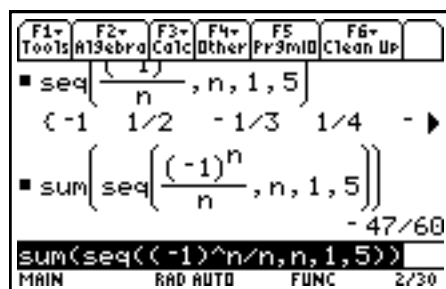 F1▾ F2▾ F3▾ F4▾ F5 F6▾
Tools Algebra Calc Other PrgmIO Clean Up
▪ seq((-1)^n/n, n, 1, 5)
{-1 1/2 -1/3 1/4 -▶
▪ sum(seq((-1)^n/n, n, 1, 5))
-47/60
sum(seq((-1)^n/n,n,1,5))
MAIN RAD AUTO FUNC 2/30